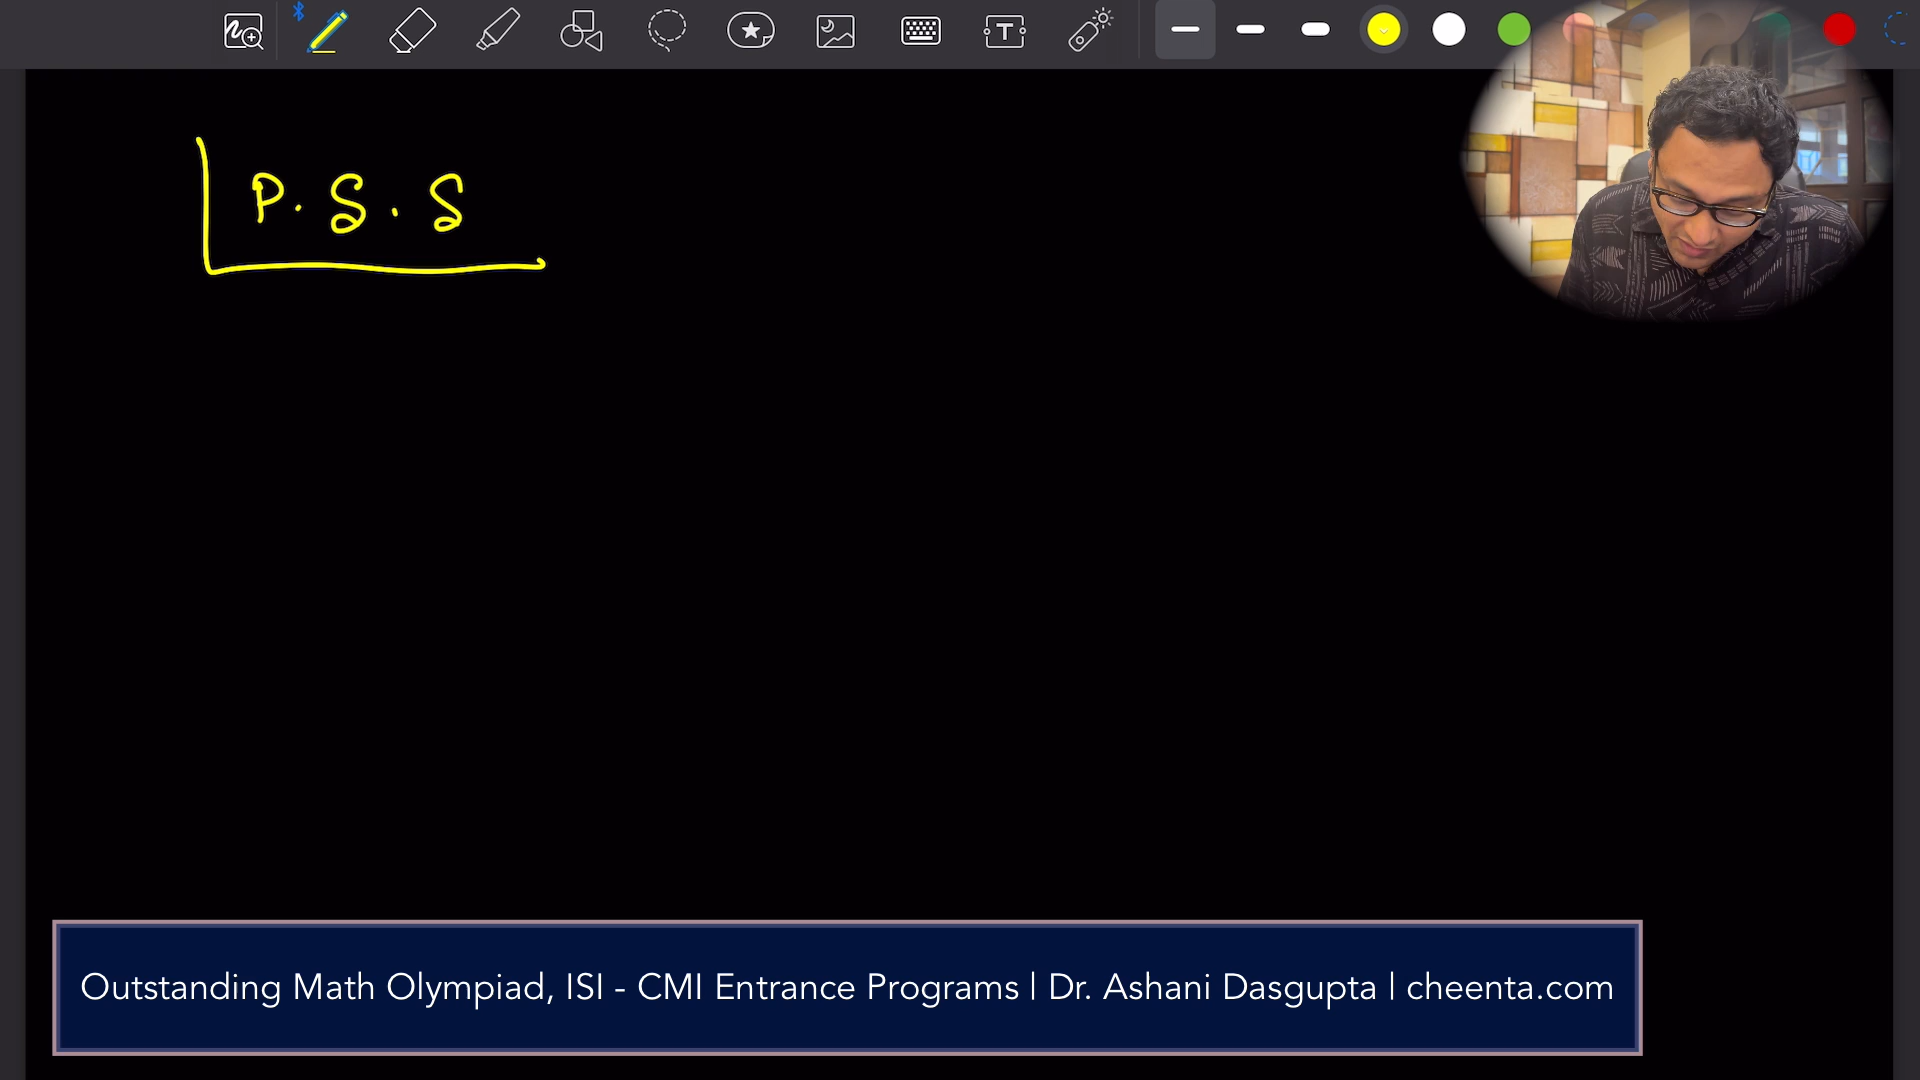 P. S. S
Outstanding Math Olympiad, ISI - CMI Entrance Programs | Dr. Ashani Dasgupta | cheenta.com